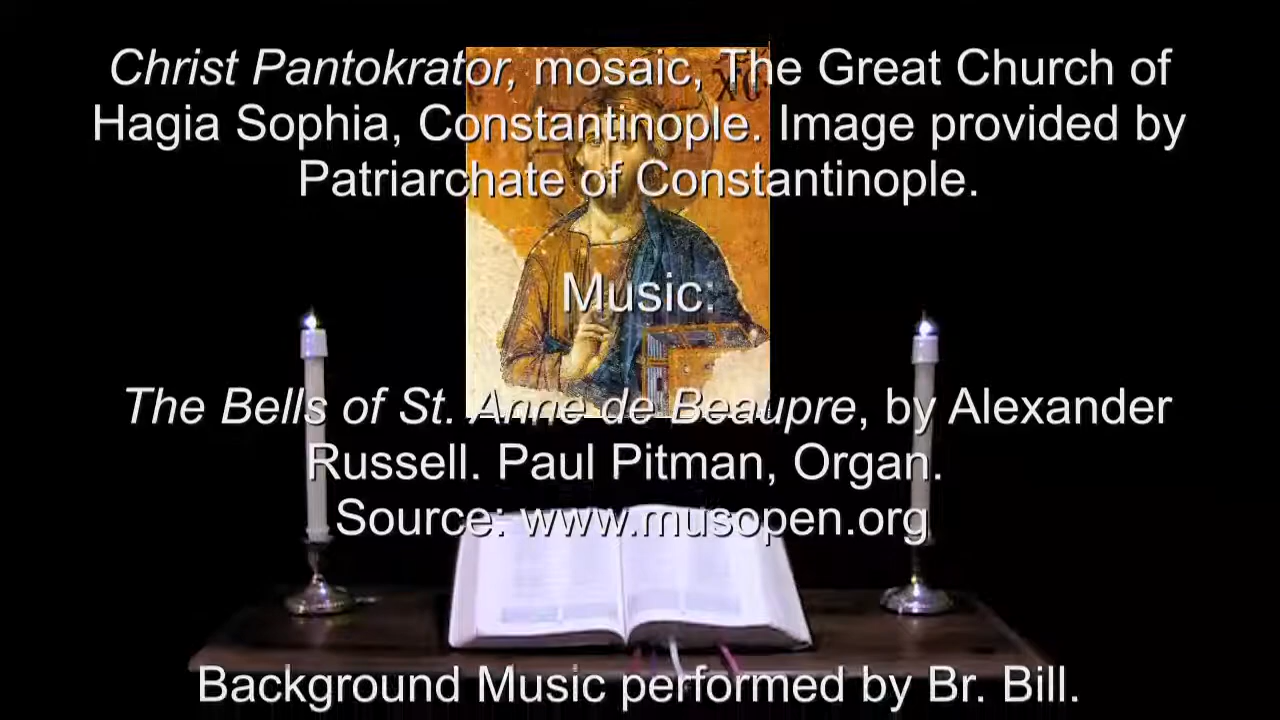 Christ Pantokrator, mosaic, The Great Church of
Hagia Sophia, Constantinople. Image provided by
Patriarchate of Constantinople.
Music:
The Bells of St. Anne de Beaupre, by Alexander
Russell. Paul Pitman, Organ.
Source: www.musopen.org
Background Music performed by Br. Bill.